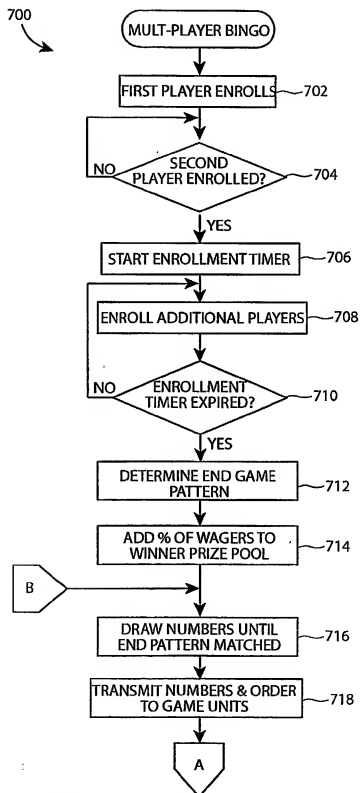 700
MULT-PLAYER BINGO
FIRST PLAYER ENROLLS
702
NO
SECOND
PLAYER ENROLLED?
704
YES
START ENROLLMENT TIMER
706
ENROLL ADDITIONAL PLAYERS
708
NO
ENROLLMENT
TIMER EXPIRED?
710
YES
DETERMINE END GAME
PATTERN
712
ADD % OF WAGERS TO
WINNER PRIZE POOL
714
B
DRAW NUMBERS UNTIL
END PATTERN MATCHED
716
TRANSMIT NUMBERS & ORDER
TO GAME UNITS
718
A